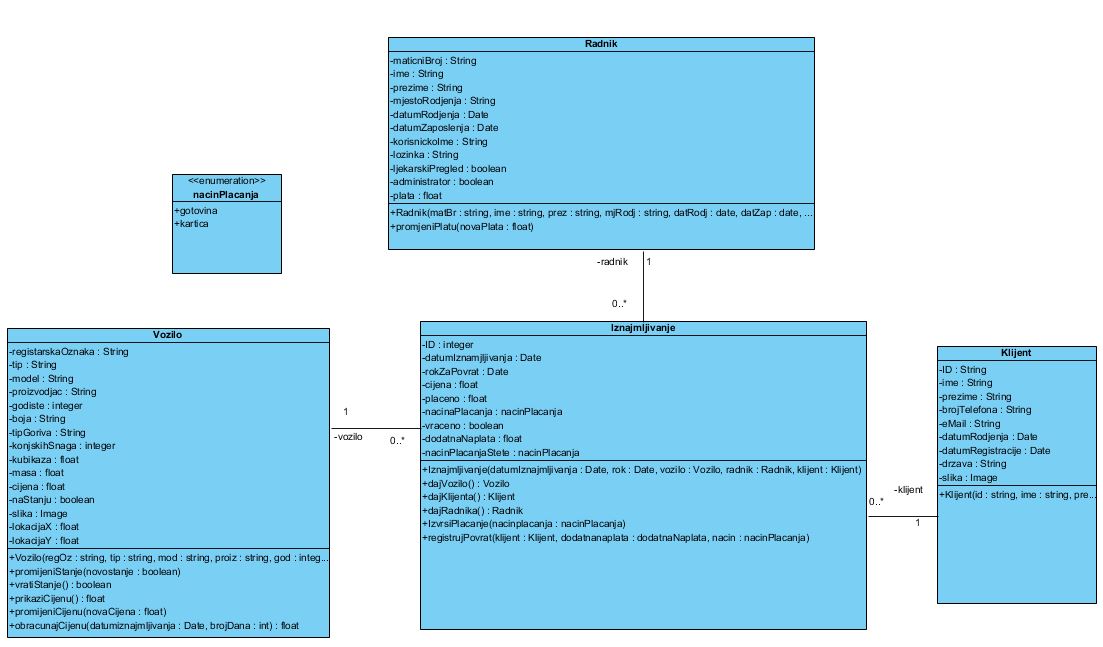 Radnik
-maticniBroj : String
-ime : String
-prezime : String
-mjestoRodjenja : String
-datumRodjenja : Date
-datumZaposlenja : Date
-korisnickoIme : String
-lozinka : String
-ljekarskiPregled : boolean
-administrator : boolean
-plata : float
+Radnik(matBr : string, ime : string, prez : string, mjRodj : string, datRodj : date, datZap : date, ...
+promjeniPlatu(novaPlata : float)
<<enumeration>>
nacinPlacanja
+gotovina
+kartica
-radnik
1
0..*
Vozilo
-registarskaOznaka : String
-tip : String
-model : String
-proizvodjac : String
-godiste : integer
-boja : String
-tipGoriva : String
-konjskihSnaga : integer
-kubikaza : float
-masa : float
-cijena : float
-naStanju : boolean
-slika : Image
-lokacijaX : float
-lokacijaY : float
+Vozilo(regOz : string, tip : string, mod : string, proiz : string, god : integ...
+promijeniStanje(novostanje : boolean)
+vratiStanje() : boolean
+prikaziCijenu() : float
+promijeniCijenu(novaCijena : float)
+obracunajCijenu(datumiznajmljivanja : Date, brojDana : int) : float
1
-vozilo
0..*
Iznajmljivanje
-ID : integer
-datumIznamjljivanja : Date
-rokZaPovrat : Date
-cijena : float
-placeno : float
-nacinaPlacanja : nacinPlacanja
-vraceno : boolean
-dodatnaNaplata : float
-nacinPlacanjaStete : nacinPlacanja
+Iznajmljivanje(datumIznajmljivanja : Date, rok : Date, vozilo : Vozilo, radnik : Radnik, klijent : Klijent)
+dajVozilo() : Vozilo
+dajKlijenta() : Klijent
+dajRadnika() : Radnik
+IzvrsiPlacanje(nacinplacanja : nacinPlacanja)
+registrujPovrat(klijent : Klijent, dodatnanaplata : dodatnaNaplata, nacin : nacinPlacanja)
-klijent
0..*
1
Klijent
-ID : String
-ime : String
-prezime : String
-brojTelefona : String
-eMail : String
-datumRodjenja : Date
-datumRegistracije : Date
-drzava : String
-slika : Image
+Klijent(id : string, ime : string, pre...